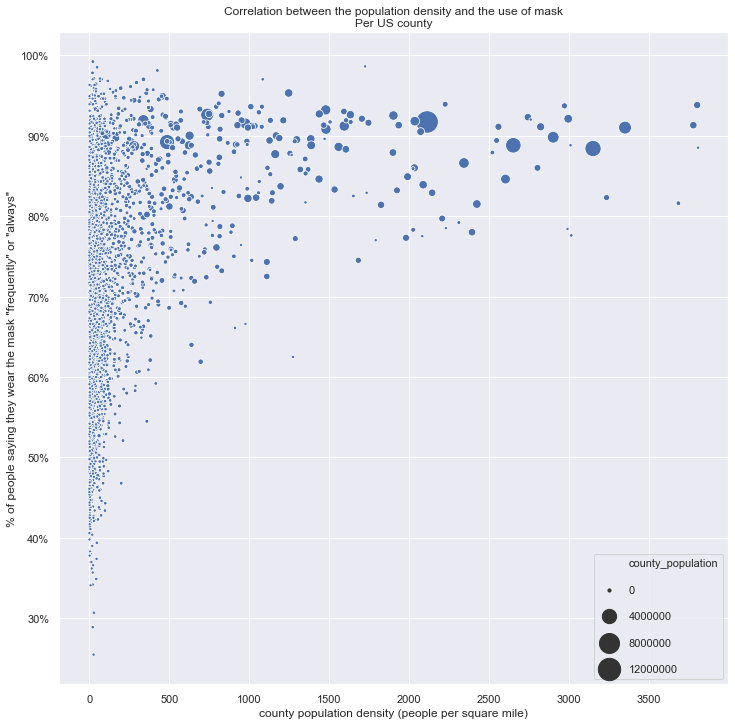 Correlation between the population density and the use of mask
Per US county
100%
90%
80%
70%
60%
50%
40%
30%
% of people saying they wear the mask "frequently" or "always"
county_population
0
4000000
8000000
12000000
0 500 1000 1500 2000 2500 3000 3500
county population density (people per square mile)